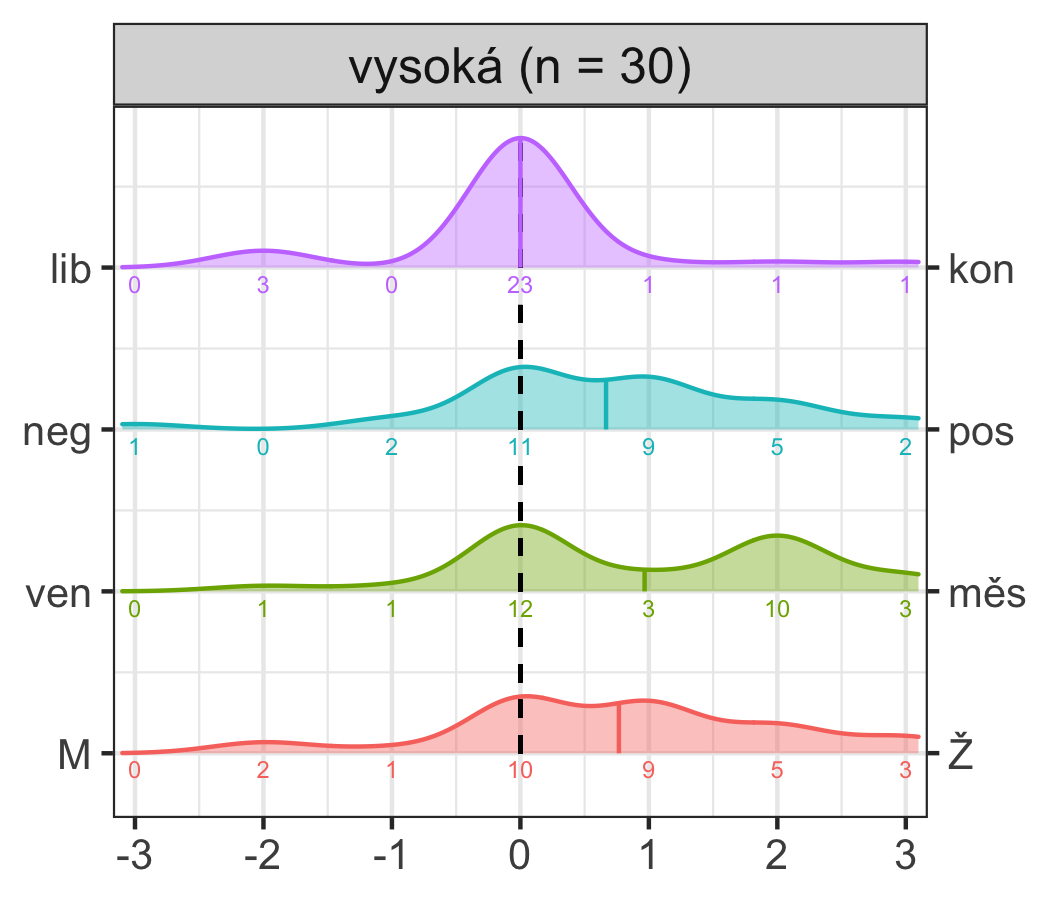 vysoká (n = 30)
lib kon
0 3 0 23 1 1 1
neg pos
1 0 2 11 9 5 2
ven měs
0 1 1 12 3 10 3
M Ž
0 2 1 10 9 5 3
-3 -2 -1 0 1 2 3